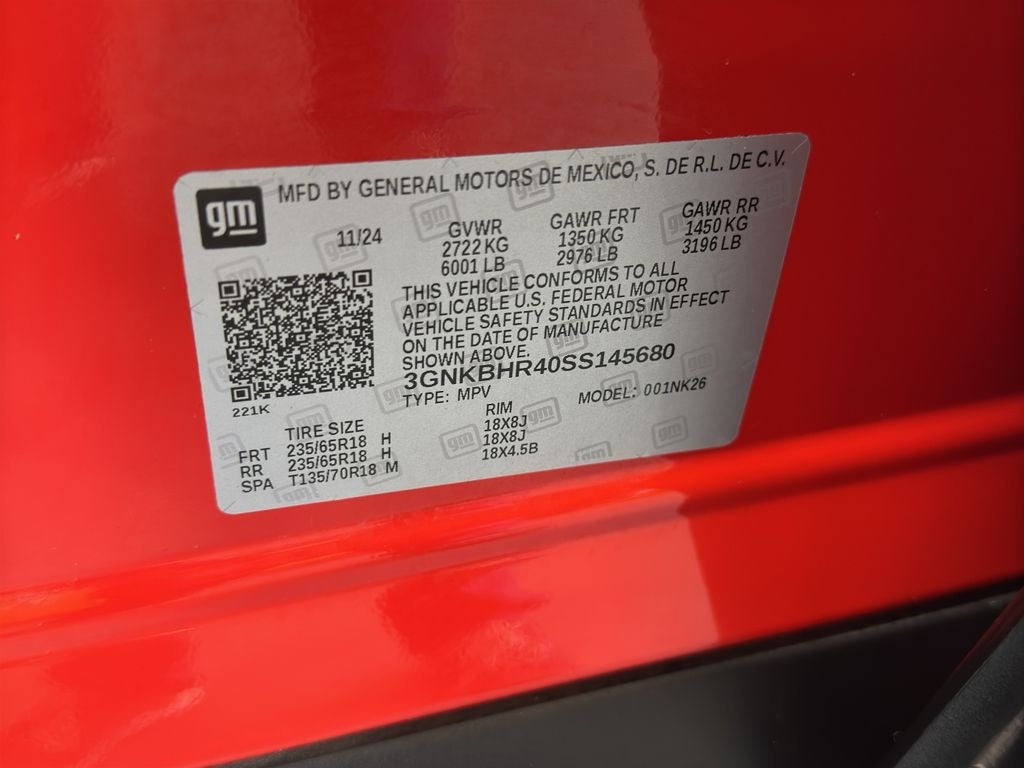 gm
MFD BY GENERAL MOTORS DE MEXICO, S. DE R.L. DE C.V.
11/24
GVWR GAWR FRT GAWR RR
2722 KG 1350 KG 1450 KG
6001 LB 2976 LB 3196 LB
THIS VEHICLE CONFORMS TO ALL
APPLICABLE U.S. FEDERAL MOTOR
VEHICLE SAFETY STANDARDS IN EFFECT
ON THE DATE OF MANUFACTURE
SHOWN ABOVE.
3GNKBHR40SS145680
TYPE: MPV MODEL: 001NK26
221K
TIRE SIZE RIM
FRT 235/65R18 H 18X8J
RR 235/65R18 H 18X8J
SPA T135/70R18 M 18X4.5B